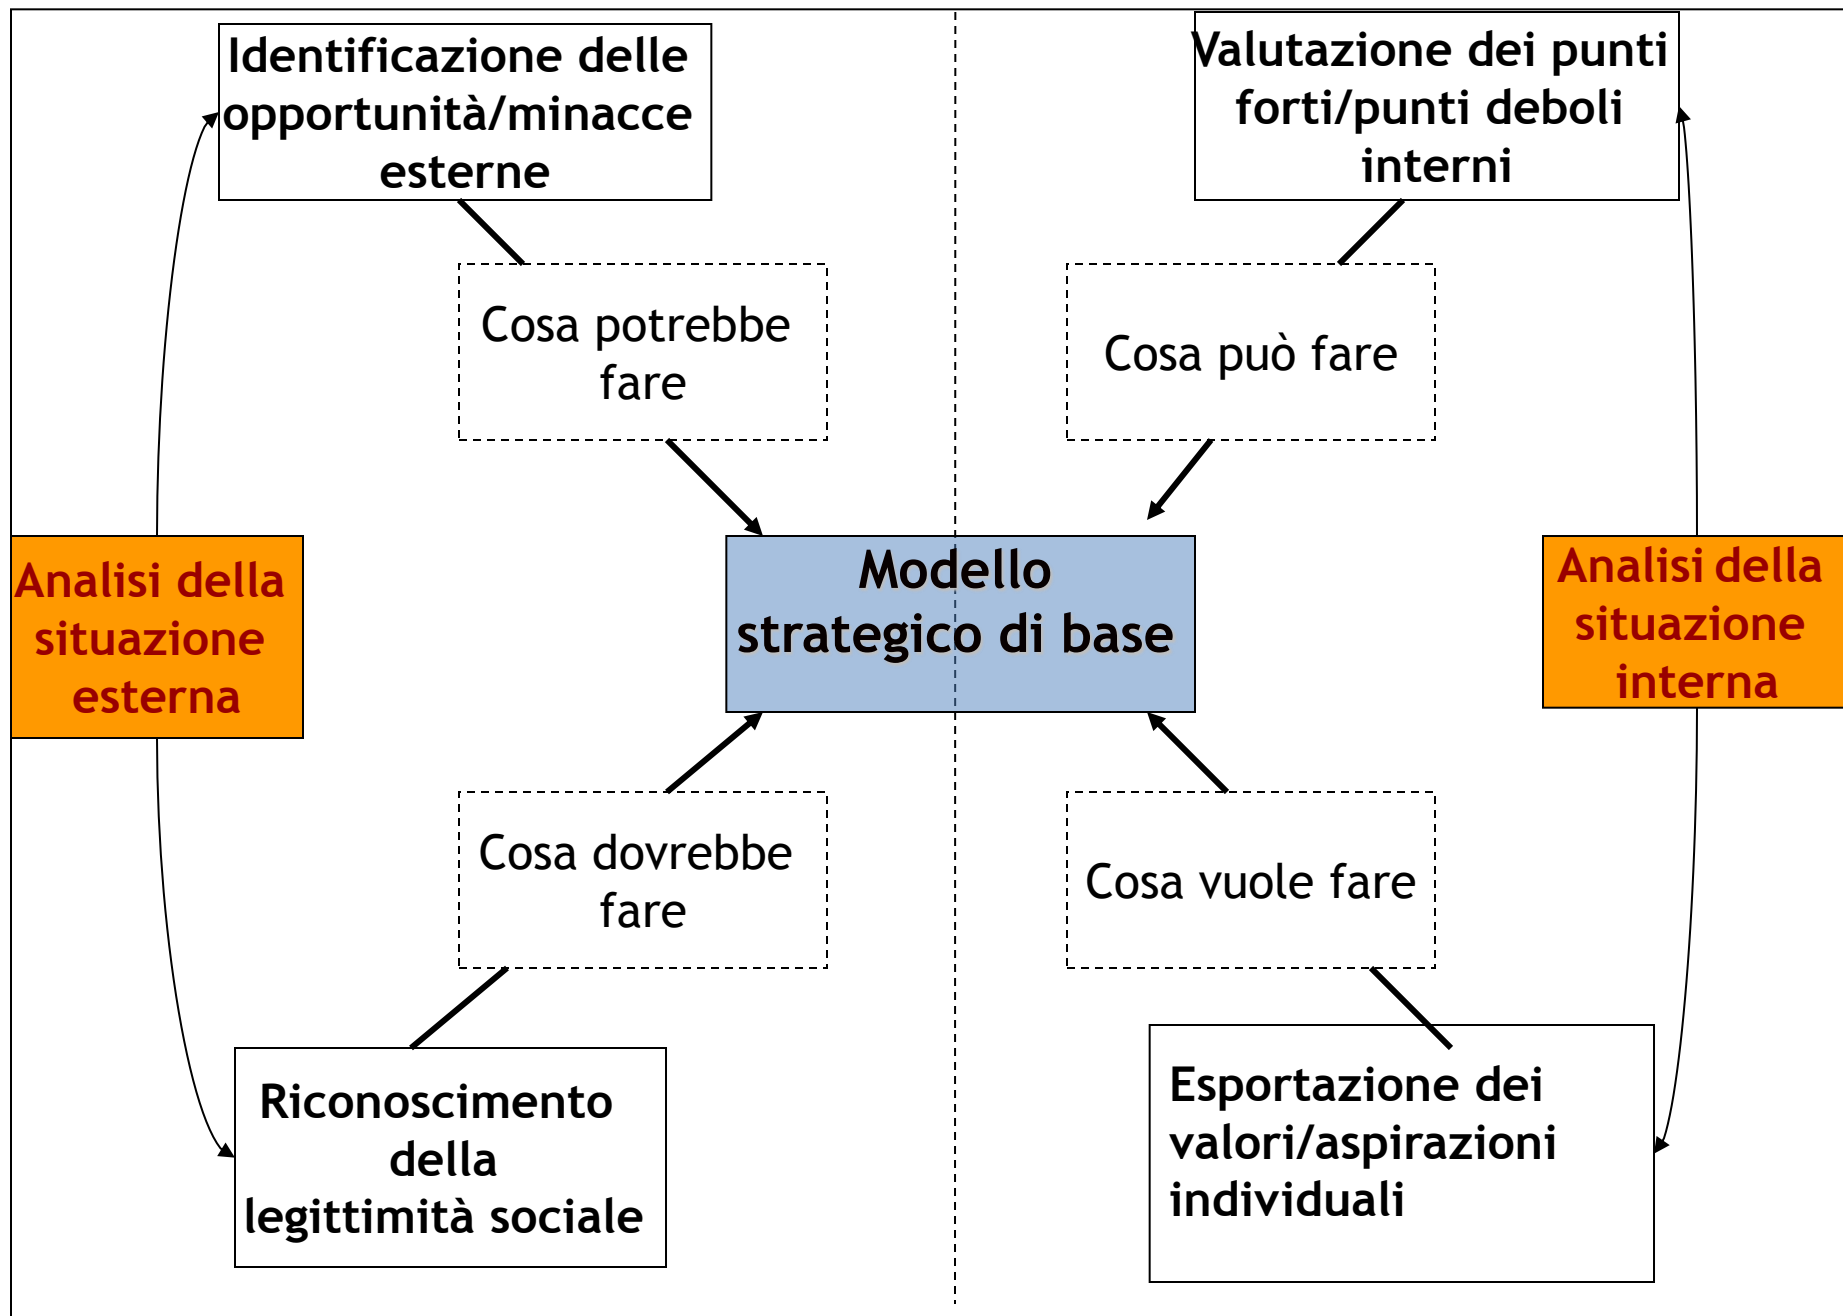 Identificazione delle
opportunità/minacce
esterne
Valutazione dei punti
forti/punti deboli
interni
Cosa potrebbe
fare
Cosa può fare
Analisi della
situazione
esterna
Modello
strategico di base
Analisi della
situazione
interna
Cosa dovrebbe
fare
Cosa vuole fare
Riconoscimento
della
legittimità sociale
Esportazione dei
valori/aspirazioni
individuali